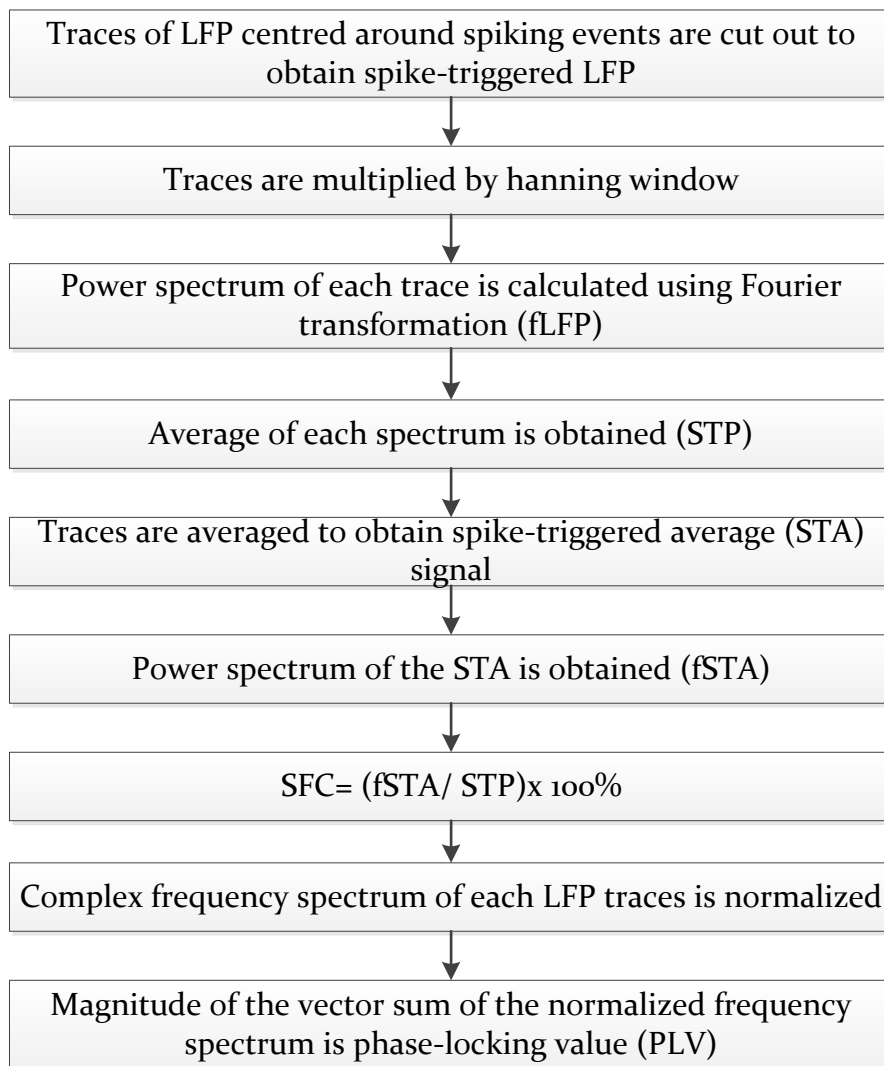 Traces of LFP centred around spiking events are cut out to
obtain spike-triggered LFP
Traces are multiplied by hanning window
Power spectrum of each trace is calculated using Fourier
transformation (fLFP)
Average of each spectrum is obtained (STP)
Traces are averaged to obtain spike-triggered average (STA)
signal
Power spectrum of the STA is obtained (fSTA)
SFC= (fSTA/ STP)x 100%
Complex frequency spectrum of each LFP traces is normalized
Magnitude of the vector sum of the normalized frequency
spectrum is phase-locking value (PLV)